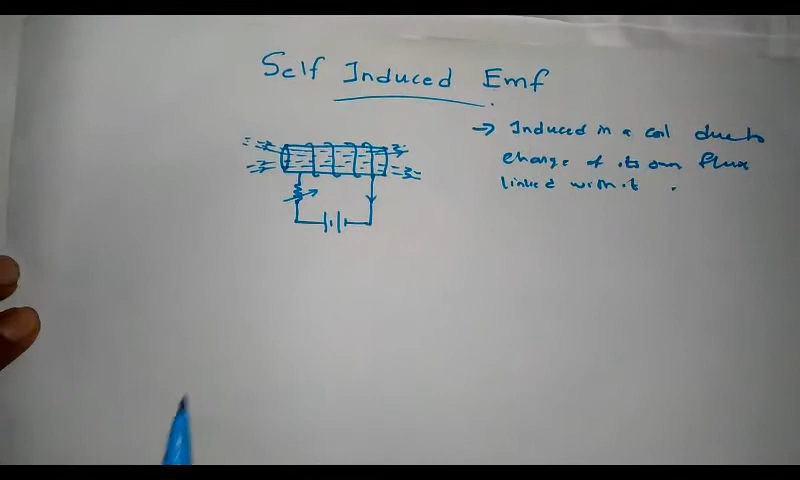 Self Induced Emf
→ Induced in a coil due to
change of its own flux
linked with it .